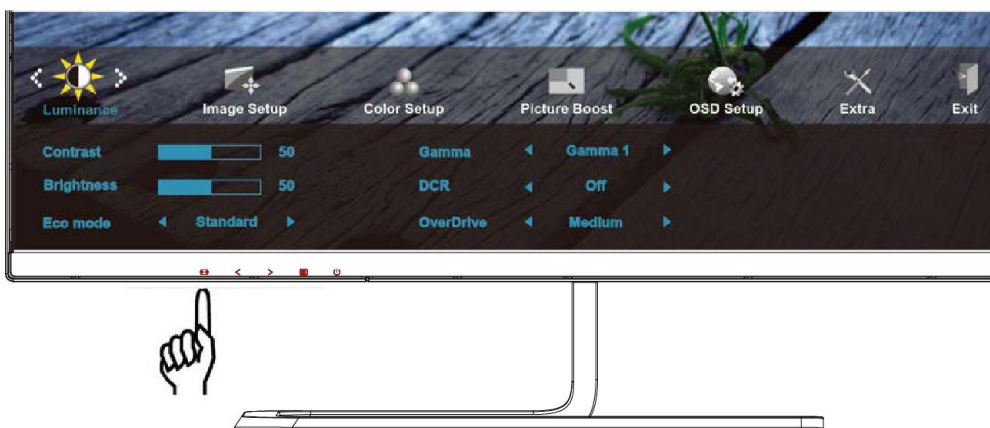 Luminance Image Setup Color Setup Picture Boost OSD Setup Extra Exit
Contrast 50 Gamma Gamma 1
Brightness 50 DCR Off
Eco mode Standard OverDrive Medium